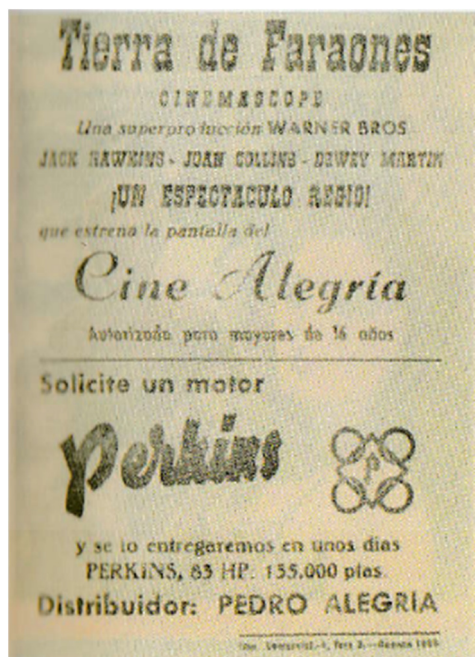 Tierra de Faraones
CINEMASCOPE
Una superproducción WARNER BROS
JACK HAWKINS - JOAN COLLINS - DEWEY MARTIN
¡UN ESPECTACULO REGIO!
que estrena la pantalla del
Cine Alegría
Autorizada para mayores de 16 años
Solicite un motor
Perkins
P
y se lo entregaremos en unos días
PERKINS, 83 HP. 135.000 ptas.
Distribuidor: PEDRO ALEGRIA